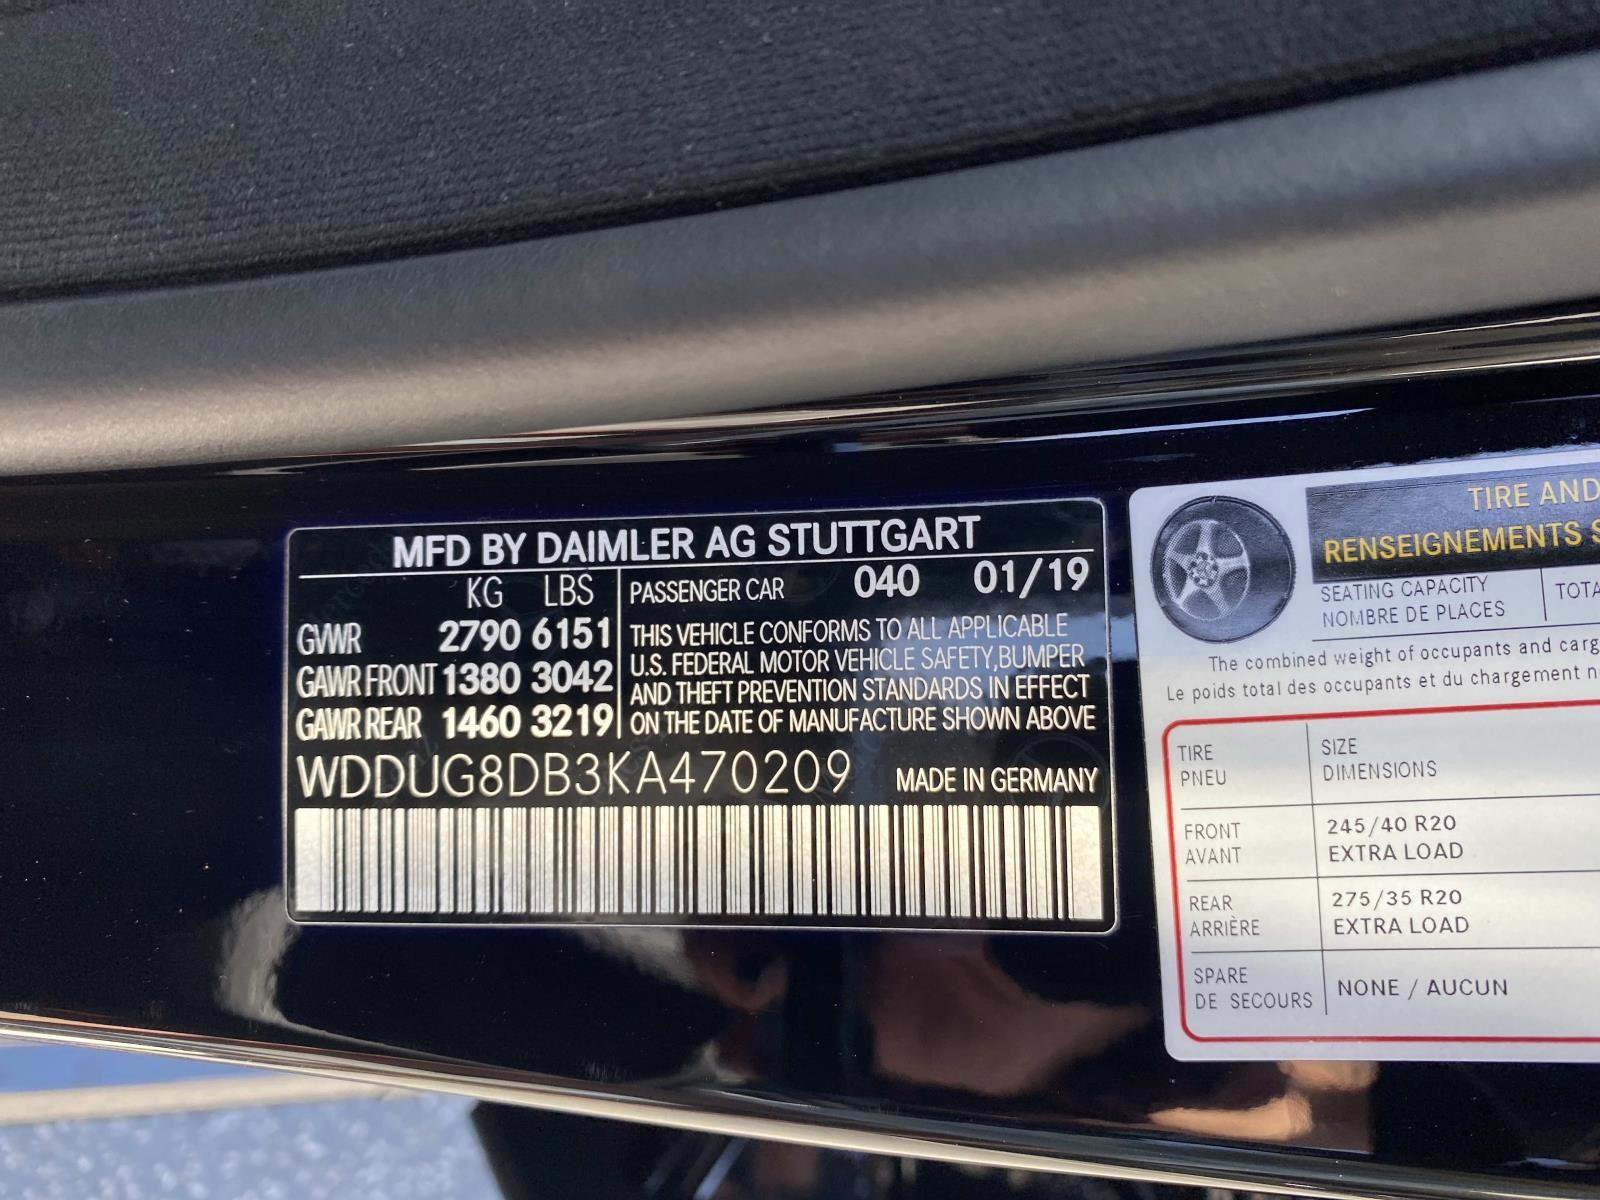 MFD BY DAIMLER AG STUTTGART
KG LBS
GVWR 2790 6151
GAWR FRONT 1380 3042
GAWR REAR 1460 3219
PASSENGER CAR 040 01/19
THIS VEHICLE CONFORMS TO ALL APPLICABLE
U.S. FEDERAL MOTOR VEHICLE SAFETY,BUMPER
AND THEFT PREVENTION STANDARDS IN EFFECT
ON THE DATE OF MANUFACTURE SHOWN ABOVE
WDDUG8DB3KA470209 MADE IN GERMANY
TIRE AND
RENSEIGNEMENTS
SEATING CAPACITY
NOMBRE DE PLACES
The combined weight of occupants and
Le poids total des occupants et du chargement
TIRE SIZE
PNEU DIMENSIONS
FRONT 245/40 R20
AVANT EXTRA LOAD
REAR 275/35 R20
ARRIÈRE EXTRA LOAD
SPARE
DE SECOURS NONE / AUCUN